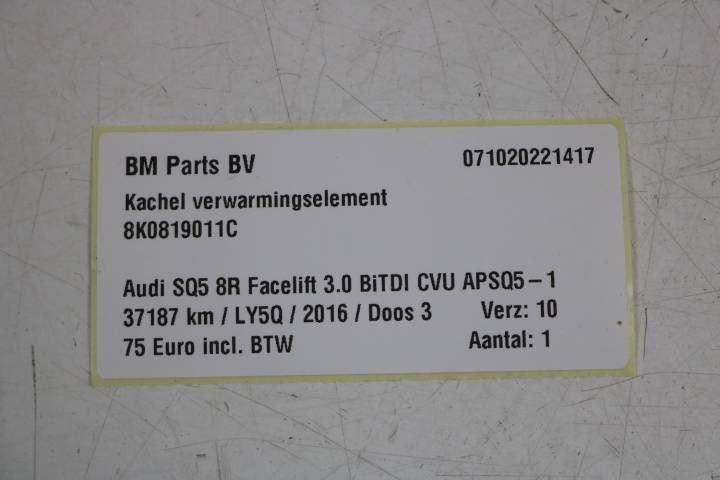 BM Parts BV 071020221417
Kachel verwarmingselement
8K0819011C
Audi SQ5 8R Facelift 3.0 BiTDI CVU APSQ5-1
37187 km / LY5Q / 2016 / Doos 3 Verz: 10
75 Euro incl. BTW Aantal: 1